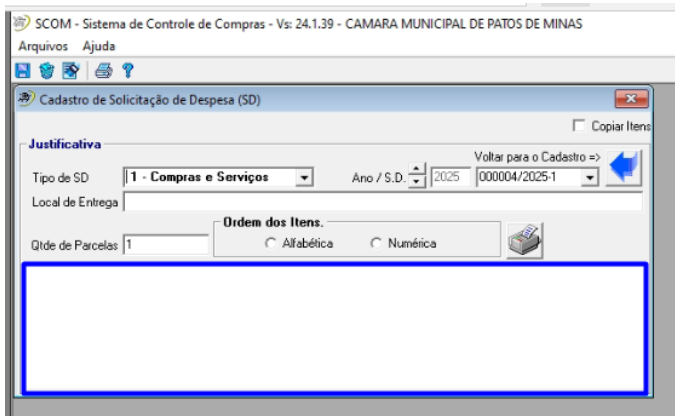 SCOM - Sistema de Controle de Compras - Vs: 24.1.39 - CAMARA MUNICIPAL DE PATOS DE MINAS
Arquivos Ajuda
Cadastro de Solicitação de Despesa (SD)
Copiar Itens
Justificativa
Voltar para o Cadastro =>
Tipo de SD 1 - Compras e Serviços Ano / S.D. 2025 000004/2025-1
Local de Entrega
Ordem dos Itens.
Qtde de Parcelas 1 Alfabética Numérica